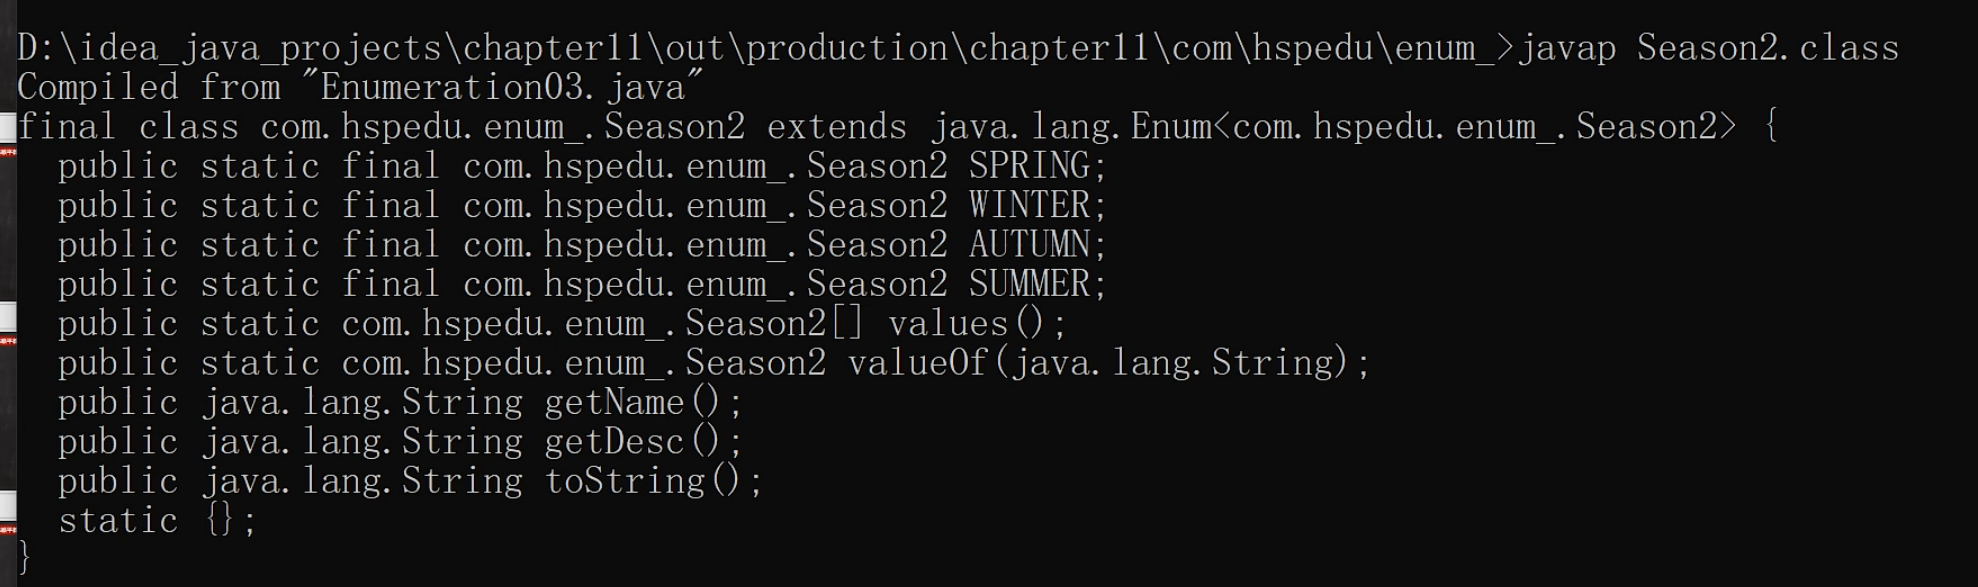 D:\idea_java_projects\chapter11\out\production\chapter11\com\hspedu\enum_>javap Season2.class
Compiled from "Enumeration03.java"
final class com.hspedu.enum_.Season2 extends java.lang.Enum<com.hspedu.enum_.Season2> {
  public static final com.hspedu.enum_.Season2 SPRING;
  public static final com.hspedu.enum_.Season2 WINTER;
  public static final com.hspedu.enum_.Season2 AUTUMN;
  public static final com.hspedu.enum_.Season2 SUMMER;
  public static com.hspedu.enum_.Season2[] values();
  public static com.hspedu.enum_.Season2 valueOf(java.lang.String);
  public java.lang.String getName();
  public java.lang.String getDesc();
  public java.lang.String toString();
  static {};
}